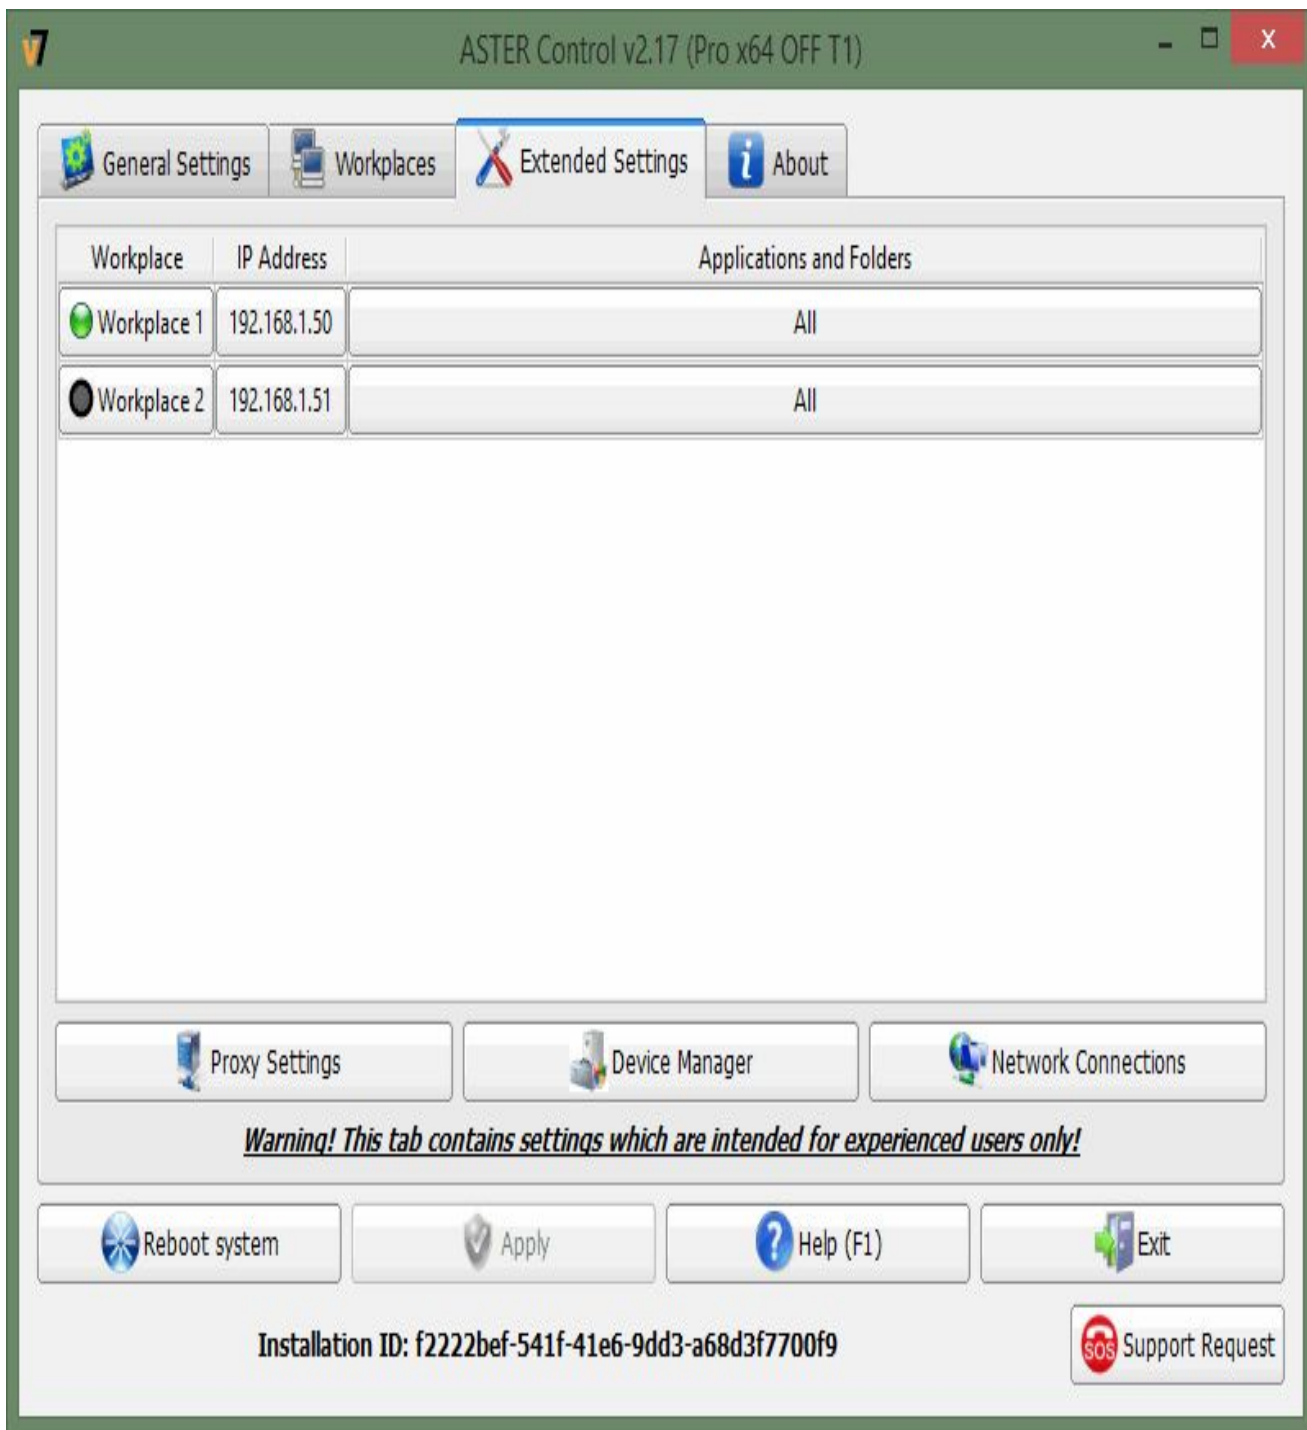 v7
ASTER Control v2.17 (Pro x64 OFF T1)
X
General Settings Workplaces Extended Settings i About
Workplace IP Address Applications and Folders
Workplace 1 192.168.1.50 All
Workplace 2 192.168.1.51 All
Proxy Settings Device Manager Network Connections
Warning! This tab contains settings which are intended for experienced users only!
Reboot system Apply ? Help (F1) Exit
Installation ID: f2222bef-541f-41e6-9dd3-a68d3f7700f9 SOS Support Request